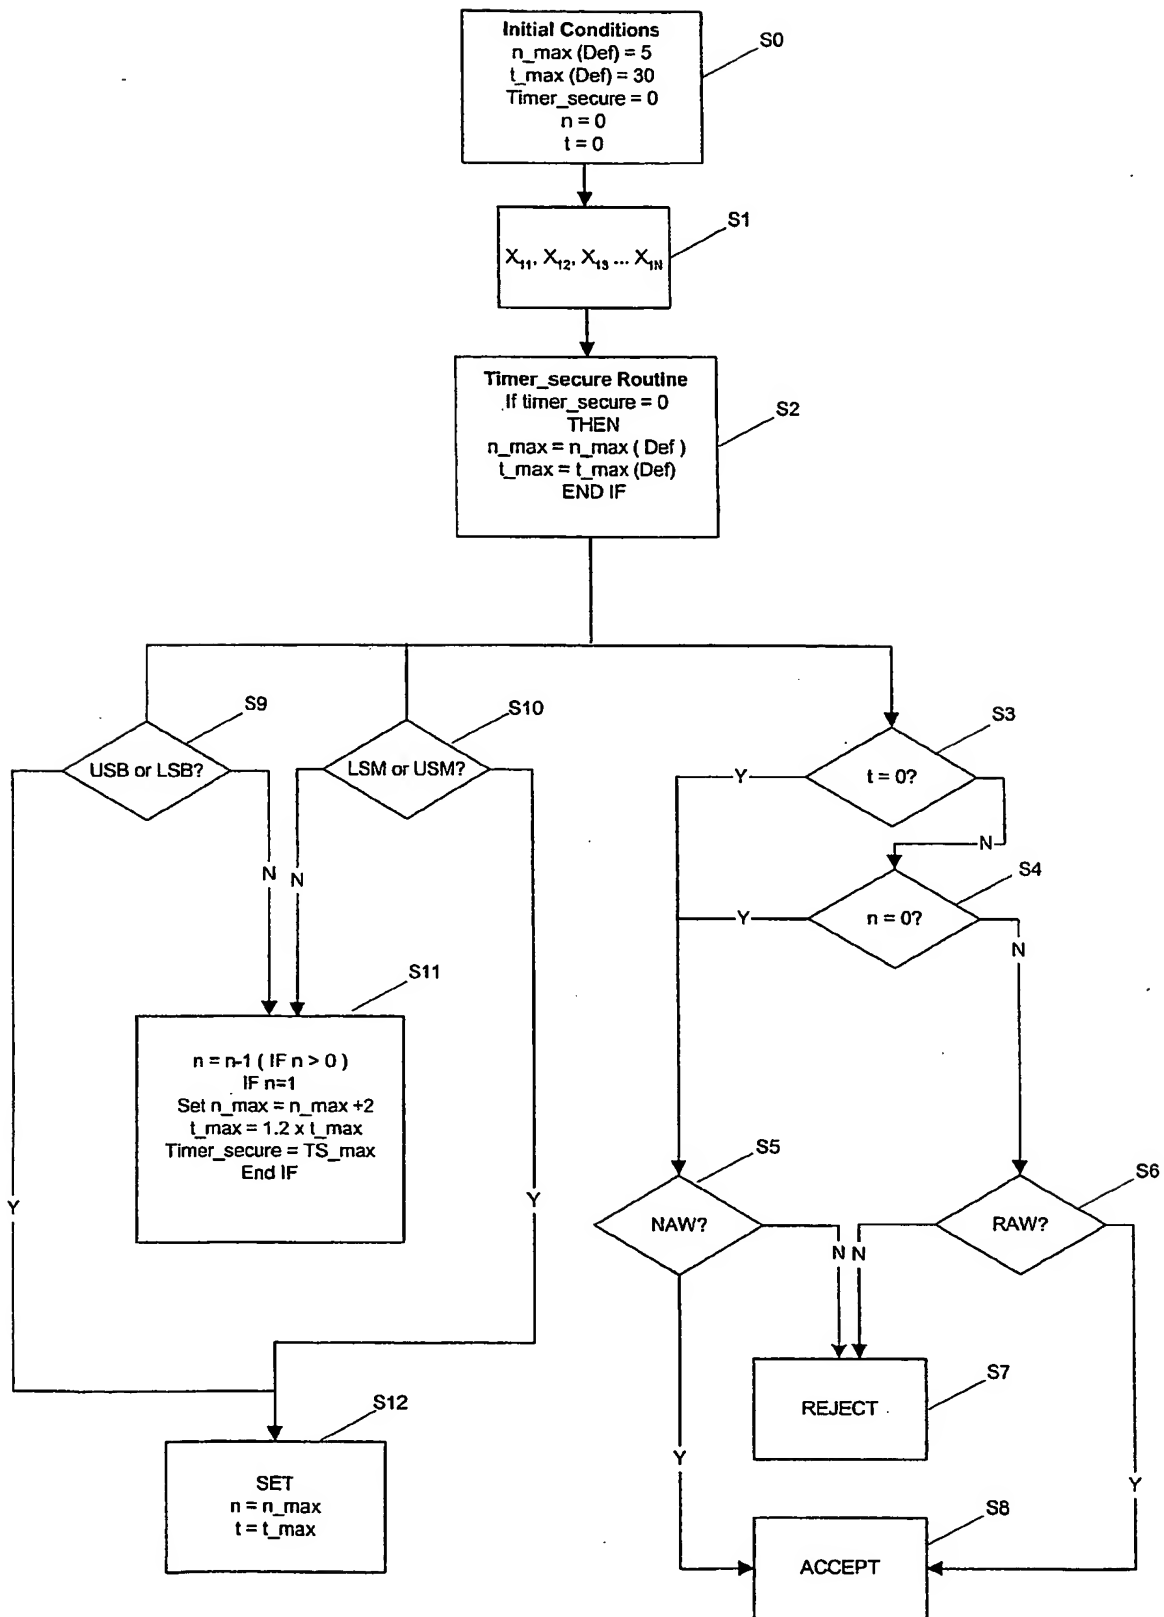 Initial Conditions
n_max (Def) = 5
t_max (Def) = 30
Timer_secure = 0
n = 0
t = 0
S0
S1
X11, X12, X13 ... X1N
Timer_secure Routine
If timer_secure = 0
THEN
n_max = n_max ( Def )
t_max = t_max (Def)
END IF
S2
S9
USB or LSB?
S10
LSM or USM?
S3
t = 0?
Y
N
S4
n = 0?
Y
N
N
N
S11
n = n-1 ( IF n > 0 )
IF n=1
Set n_max = n_max +2
t_max = 1.2 x t_max
Timer_secure = TS_max
End IF
Y
Y
S5
NAW?
S6
RAW?
N
N
S7
REJECT
Y
Y
S12
SET
n = n_max
t = t_max
S8
ACCEPT